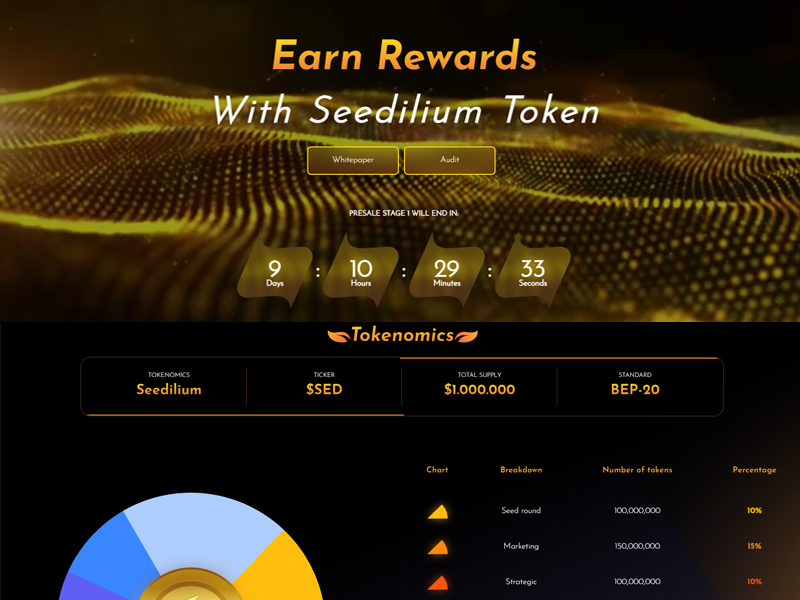 Earn Rewards
With Seedilium Token
Whitepaper Audit
PRESALE STAGE 1 WILL END IN:
9 : 10 : 29 : 33
Days Hours Minutes Seconds
Tokenomics
TOKENOMICS TICKER TOTAL SUPPLY STANDARD
Seedilium $SED $1.000.000 BEP-20
Chart Breakdown Number of tokens Percentage
Seed round 100,000,000 10%
Marketing 150,000,000 15%
Strategic 100,000,000 10%